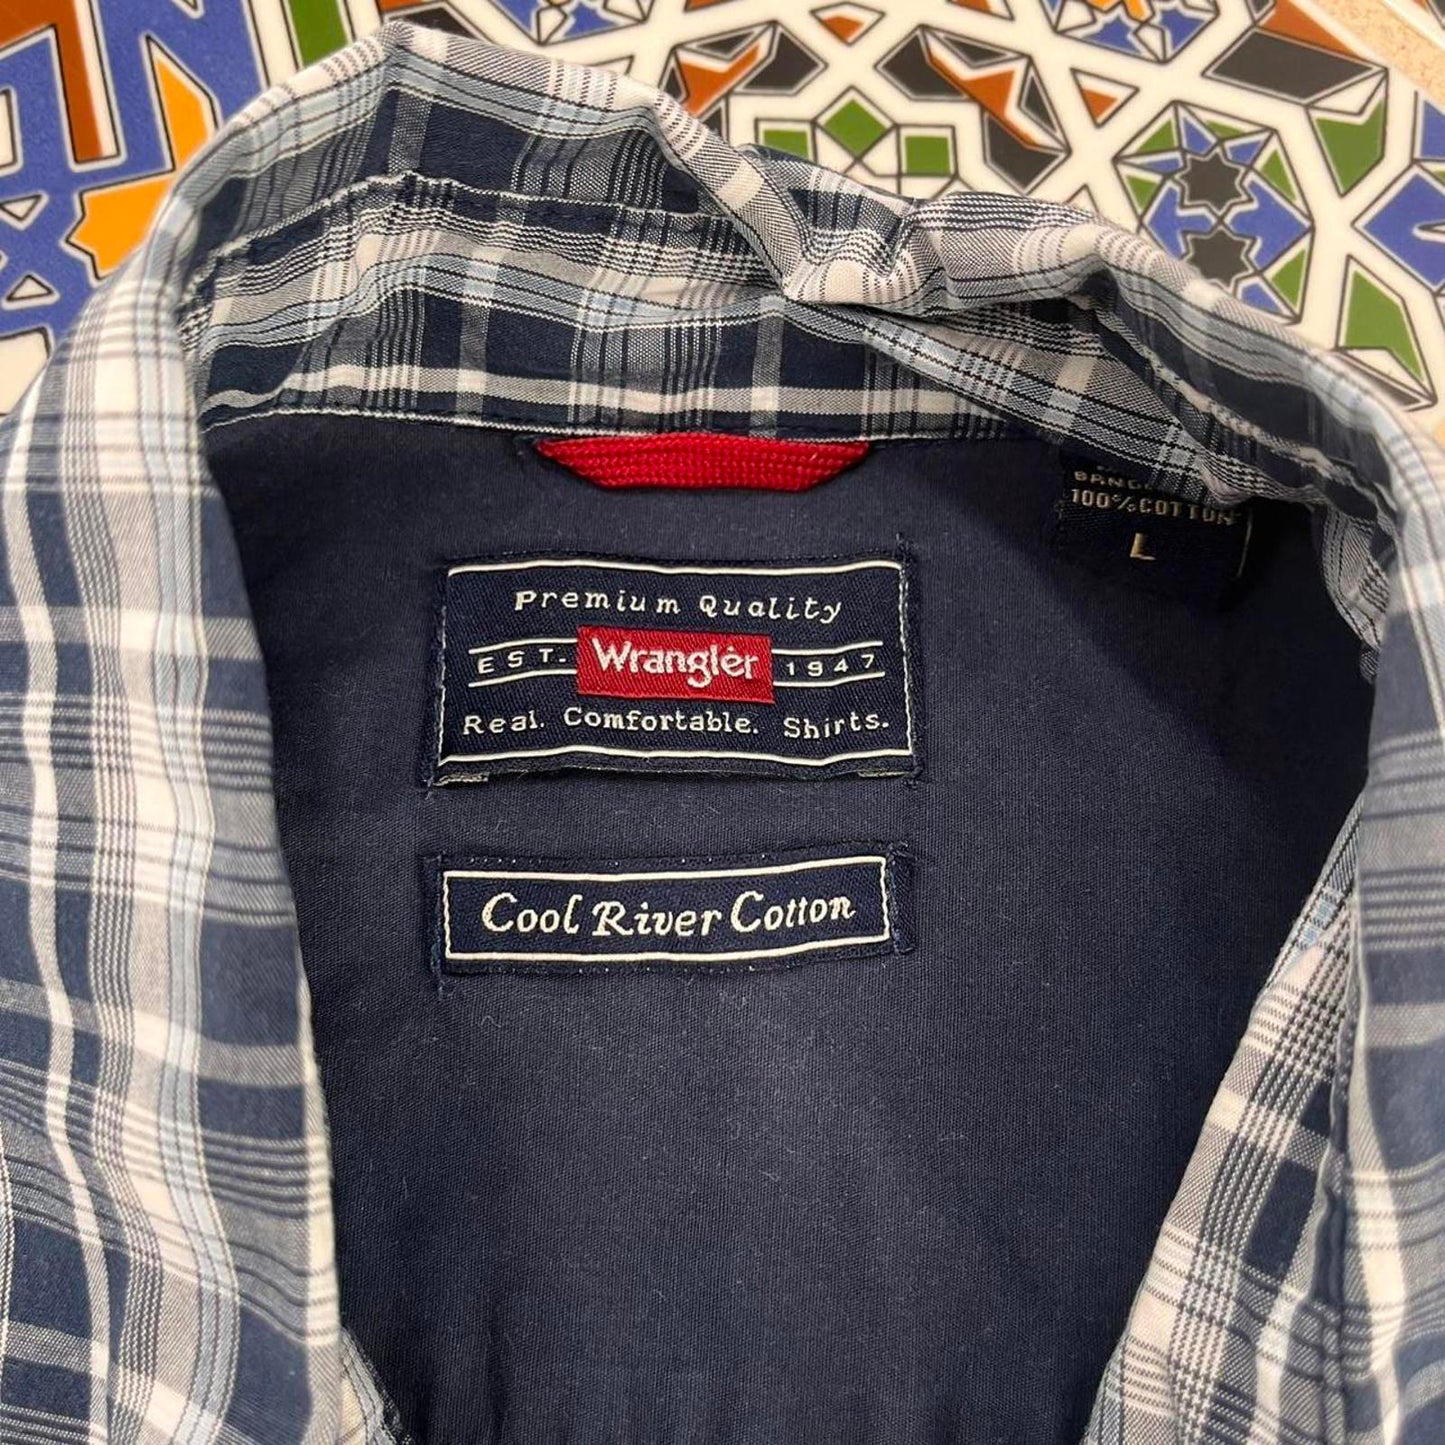 Premium Quality
EST. Wrangler 1947
Real. Comfortable. Shirts.
Cool River Cotton
100% COTTON
L